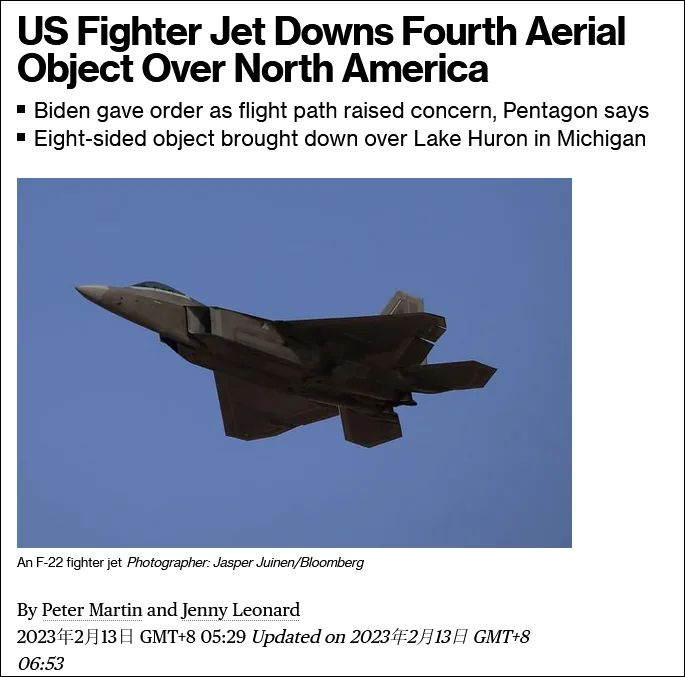 US Fighter Jet Downs Fourth Aerial
Object Over North America
Biden gave order as flight path raised concern, Pentagon says
Eight-sided object brought down over Lake Huron in Michigan
An F-22 fighter jet Photographer: Jasper Juinen/Bloomberg
By Peter Martin and Jenny Leonard
2023年2月13日 GMT+8 05:29 Updated on 2023年2月13日 GMT+8
06:53